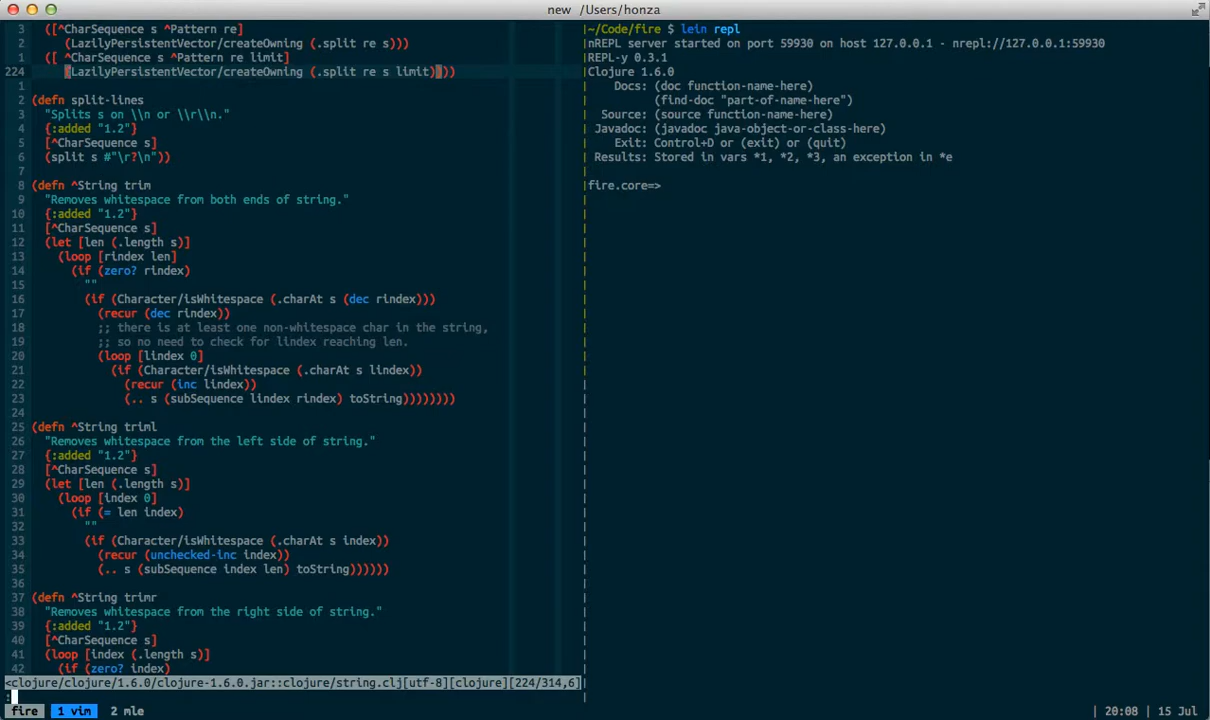 new  /Users/honza
3    ([^CharSequence s ^Pattern re]
2       (LazilyPersistentVector/createOwning (.split re s)))
1    ([ ^CharSequence s ^Pattern re limit]
224     (LazilyPersistentVector/createOwning (.split re s limit))))
1
2  (defn split-lines
3    "Splits s on \\n or \\r\\n."
4    {:added "1.2"}
5    [^CharSequence s]
6    (split s #"\r?\n"))
7
8  (defn ^String trim
9    "Removes whitespace from both ends of string."
10   {:added "1.2"}
11   [^CharSequence s]
12   (let [len (.length s)]
13     (loop [rindex len]
14       (if (zero? rindex)
15         ""
16         (if (Character/isWhitespace (.charAt s (dec rindex)))
17           (recur (dec rindex))
18           ;; there is at least one non-whitespace char in the string,
19           ;; so no need to check for lindex reaching len.
20           (loop [lindex 0]
21             (if (Character/isWhitespace (.charAt s lindex))
22               (recur (inc lindex))
23               (.. s (subSequence lindex rindex) toString))))))))
24
25 (defn ^String triml
26   "Removes whitespace from the left side of string."
27   {:added "1.2"}
28   [^CharSequence s]
29   (let [len (.length s)]
30     (loop [index 0]
31       (if (= len index)
32         ""
33         (if (Character/isWhitespace (.charAt s index))
34           (recur (unchecked-inc index))
35           (.. s (subSequence index len) toString))))))
36
37 (defn ^String trimr
38   "Removes whitespace from the right side of string."
39   {:added "1.2"}
40   [^CharSequence s]
41   (loop [index (.length s)]
42     (if (zero? index)
<clojure/clojure/1.6.0/clojure-1.6.0.jar::clojure/string.clj[utf-8][clojure][224/314,6]
:
~/Code/fire $ lein repl
nREPL server started on port 59930 on host 127.0.0.1 - nrepl://127.0.0.1:59930
REPL-y 0.3.1
Clojure 1.6.0
Docs: (doc function-name-here)
(find-doc "part-of-name-here")
Source: (source function-name-here)
Javadoc: (javadoc java-object-or-class-here)
Exit: Control+D or (exit) or (quit)
Results: Stored in vars *1, *2, *3, an exception in *e
fire.core=>
fire  1 vim  2 mle  | 20:08 | 15 Jul